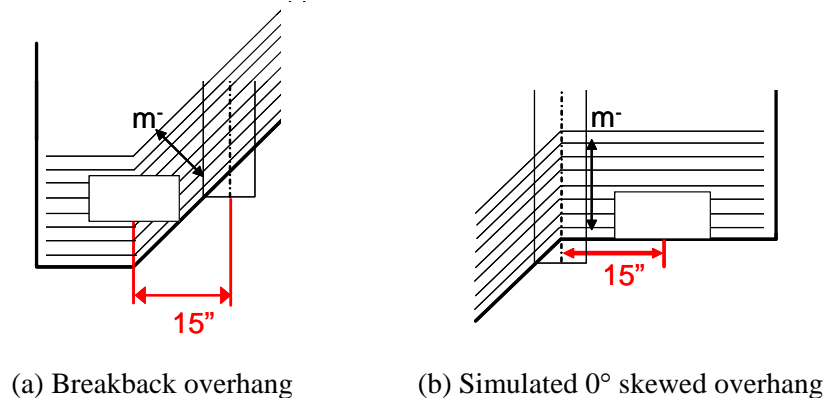 m-
m-
15”
15”
(a) Breakback overhang
(b) Simulated 0° skewed overhang